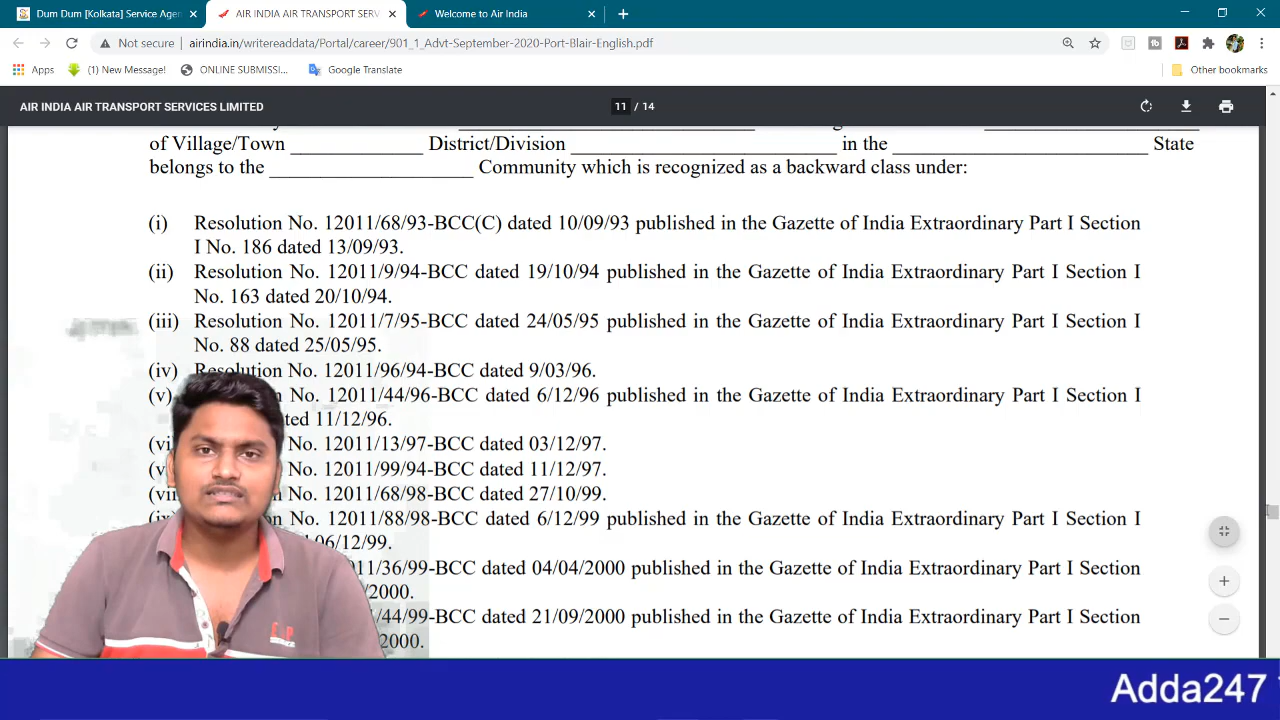 Dum Dum [Kolkata] Service Agen
AIR INDIA AIR TRANSPORT SERV
Welcome to Air India
Not secure
airindia.in/writereaddata/Portal/career/901_1_Advt-September-2020-Port-Blair-English.pdf
Apps
(1) New Message!
ONLINE SUBMISSI...
Google Translate
Other bookmarks
AIR INDIA AIR TRANSPORT SERVICES LIMITED
11 / 14
of Village/Town ______________ District/Division ____________________________ in the ___________________________ State
belongs to the ______________________ Community which is recognized as a backward class under:
(i) Resolution No. 12011/68/93-BCC(C) dated 10/09/93 published in the Gazette of India Extraordinary Part I Section
I No. 186 dated 13/09/93.
(ii) Resolution No. 12011/9/94-BCC dated 19/10/94 published in the Gazette of India Extraordinary Part I Section I
No. 163 dated 20/10/94.
(iii) Resolution No. 12011/7/95-BCC dated 24/05/95 published in the Gazette of India Extraordinary Part I Section I
No. 88 dated 25/05/95.
(iv) Resolution No. 12011/96/94-BCC dated 9/03/96.
(v) No. 12011/44/96-BCC dated 6/12/96 published in the Gazette of India Extraordinary Part I Section I
11/12/96.
No. 12011/13/97-BCC dated 03/12/97.
No. 12011/99/94-BCC dated 11/12/97.
No. 12011/68/98-BCC dated 27/10/99.
No. 12011/88/98-BCC dated 6/12/99 published in the Gazette of India Extraordinary Part I Section I
06/12/99.
/36/99-BCC dated 04/04/2000 published in the Gazette of India Extraordinary Part I Section
2000.
/44/99-BCC dated 21/09/2000 published in the Gazette of India Extraordinary Part I Section
2000.
Adda247